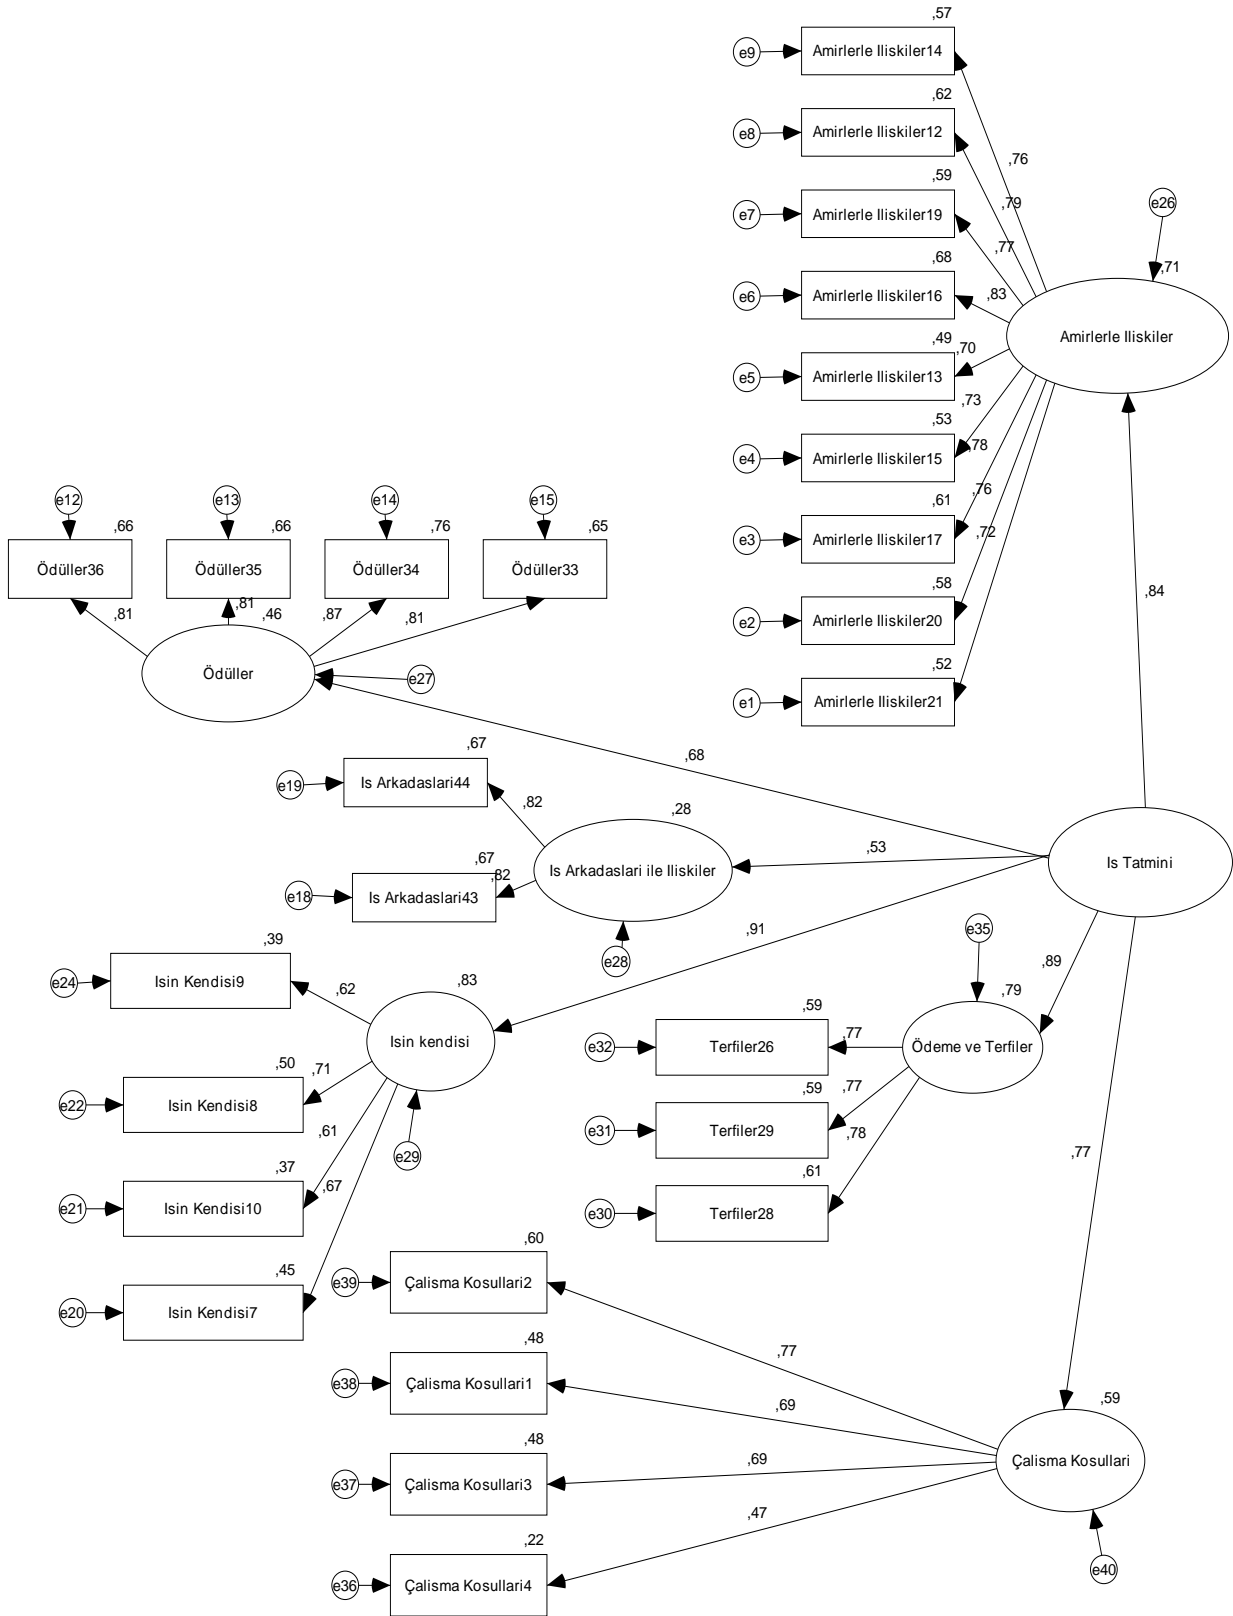 ,57
e9
Amirlerle Iliskiler14
,62
e8
Amirlerle Iliskiler12
,76
,59
,79
e7
Amirlerle Iliskiler19
e26
,77
,68
,71
e6
Amirlerle Iliskiler16
,83
Amirlerle Iliskiler
,49
,70
e5
Amirlerle Iliskiler13
,73
,53
e4
Amirlerle Iliskiler15
,78
,61
,76
e3
Amirlerle Iliskiler17
,72
,58
e2
Amirlerle Iliskiler20
,84
,52
e1
Amirlerle Iliskiler21
e12
e13
e14
e15
,66
,66
,76
,65
Ödüller36
Ödüller35
Ödüller34
Ödüller33
,81
,81
,46
,87
,81
Ödüller
e27
,68
,67
e19
Is Arkadaslari44
,82
,28
,53
Is Arkadaslari ile Iliskiler
Is Tatmini
,67
,82
e18
Is Arkadaslari43
e28
,91
e35
,89
,39
e24
Isin Kendisi9
,62
,83
Isin kendisi
,79
Ödeme ve Terfiler
,59
e32
Terfiler26
,77
,50
,71
e22
Isin Kendisi8
,59
,77
e31
Terfiler29
,78
,61
e29
,77
,37
,67
e21
Isin Kendisi10
,61
e30
Terfiler28
,45
e20
Isin Kendisi7
,60
e39
Çalisma Kosullari2
,77
,48
e38
Çalisma Kosullari1
,69
,59
Çalisma Kosullari
,48
e37
Çalisma Kosullari3
,69
,47
,22
e36
Çalisma Kosullari4
e40